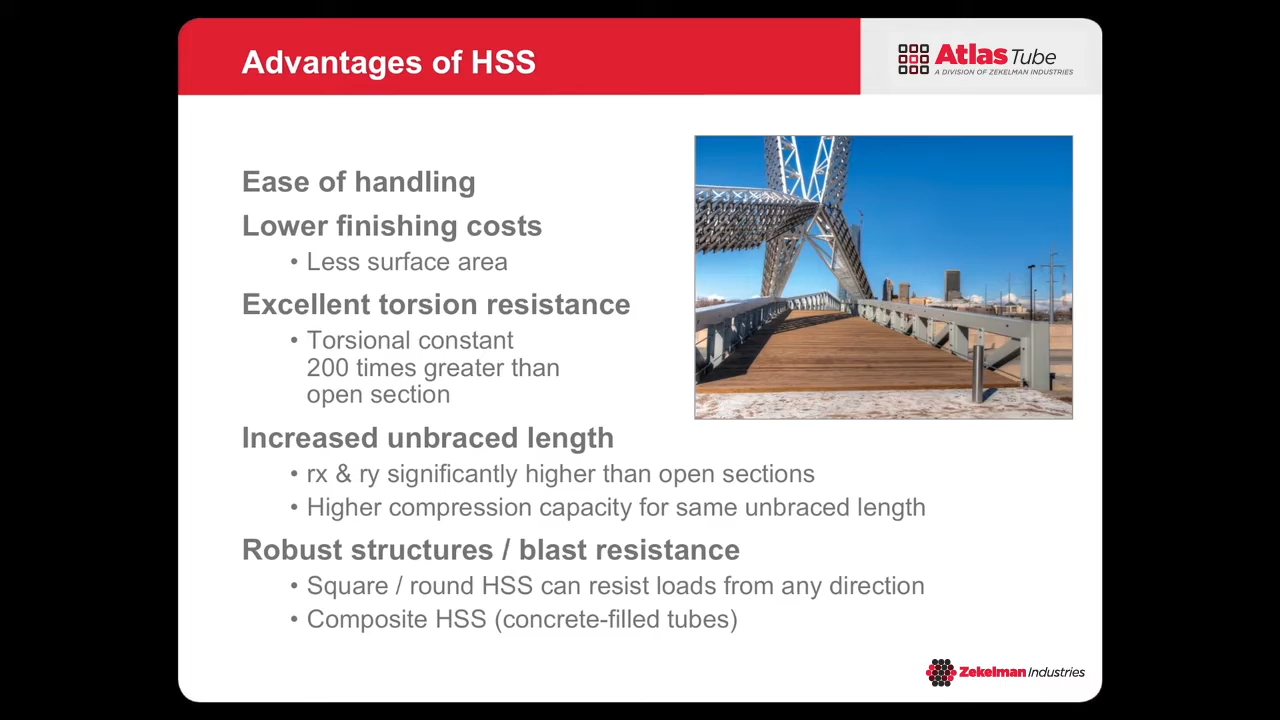 Advantages of HSS
Atlas Tube
A DIVISION OF ZEKELMAN INDUSTRIES
Ease of handling
Lower finishing costs
• Less surface area
Excellent torsion resistance
• Torsional constant
200 times greater than
open section
Increased unbraced length
• rx & ry significantly higher than open sections
• Higher compression capacity for same unbraced length
Robust structures / blast resistance
• Square / round HSS can resist loads from any direction
• Composite HSS (concrete-filled tubes)
Zekelman Industries